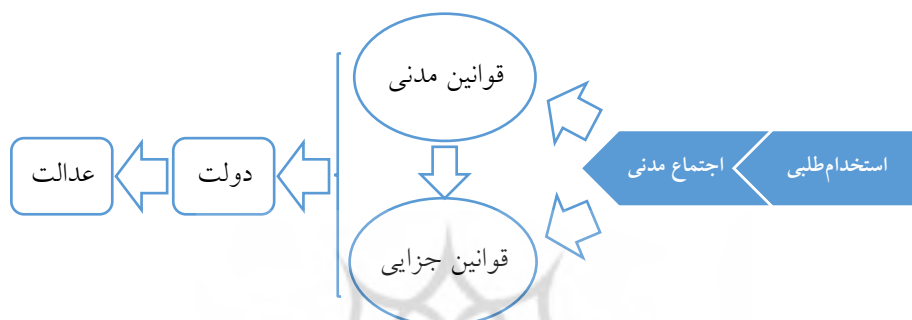 استخدام‌طلبی
اجتماع مدنی
قوانین مدنی
قوانین جزایی
دولت
عدالت